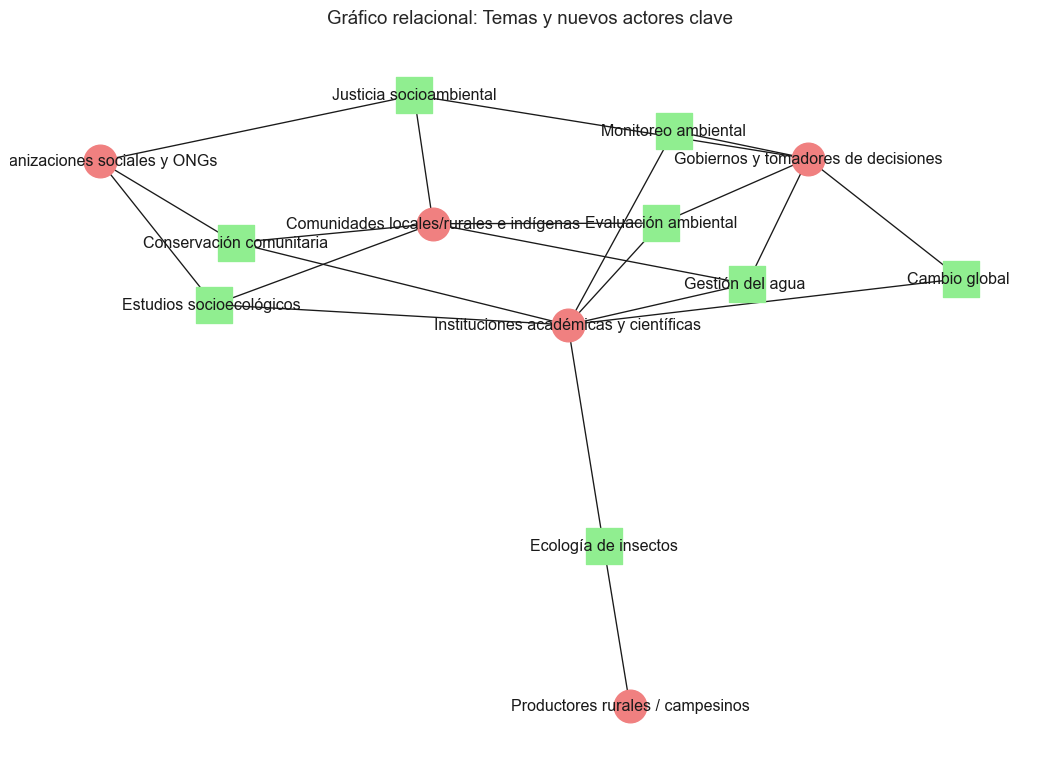 Gráfico relacional: Temas y nuevos actores clave
Justicia socioambiental
Monitoreo ambiental
anizaciones sociales y ONGs
Gobiernos y tomadores de decisiones
Comunidades locales/rurales e indígenas
Evaluación ambiental
Conservación comunitaria
Cambio global
Gestión del agua
Estudios socioecológicos
Instituciones académicas y científicas
Ecología de insectos
Productores rurales / campesinos